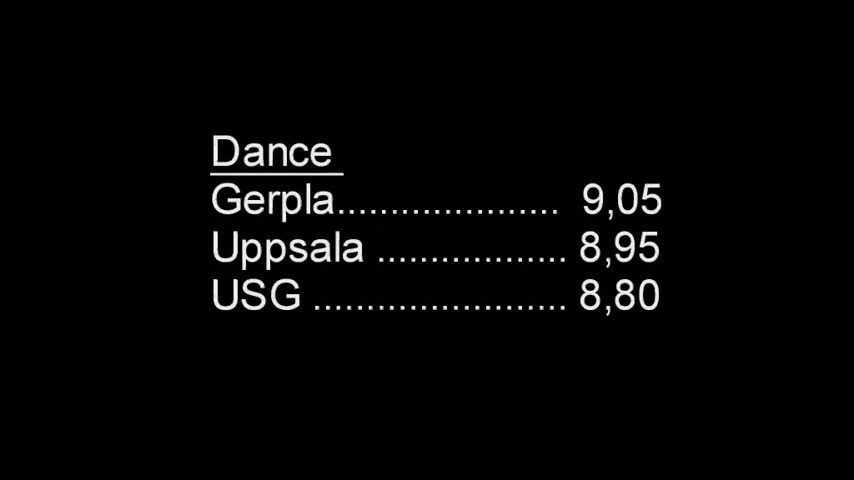 Dance
Gerpla..................... 9,05
Uppsala .................. 8,95
USG ........................ 8,80